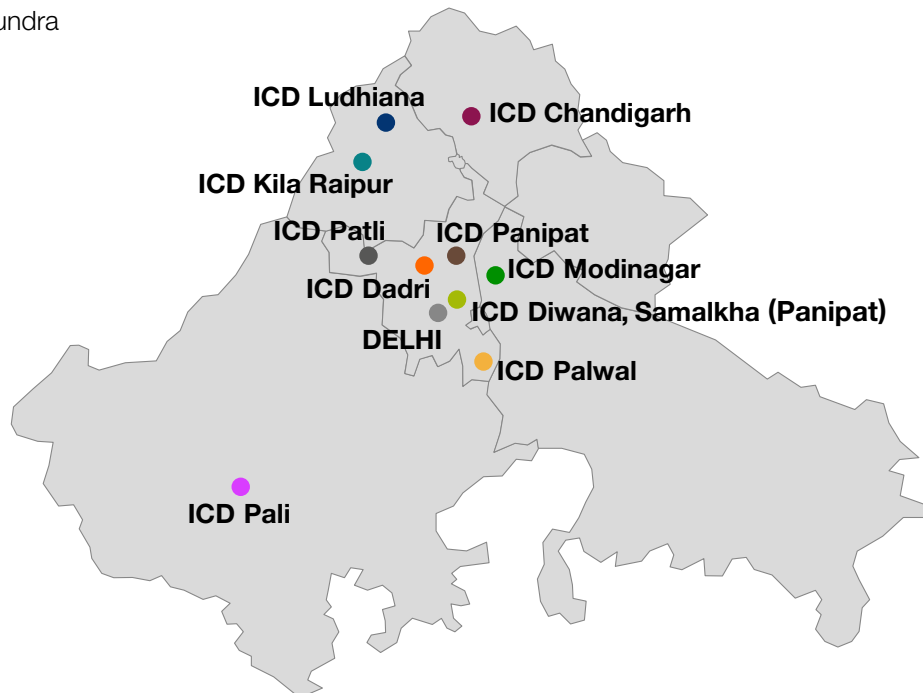 ICD Ludhiana
ICD Chandigarh
ICD Kila Raipur
ICD Patli
ICD Panipat
ICD Modinagar
ICD Dadri
ICD Diwana, Samalkha (Panipat)
DELHI
ICD Palwal
ICD Pali